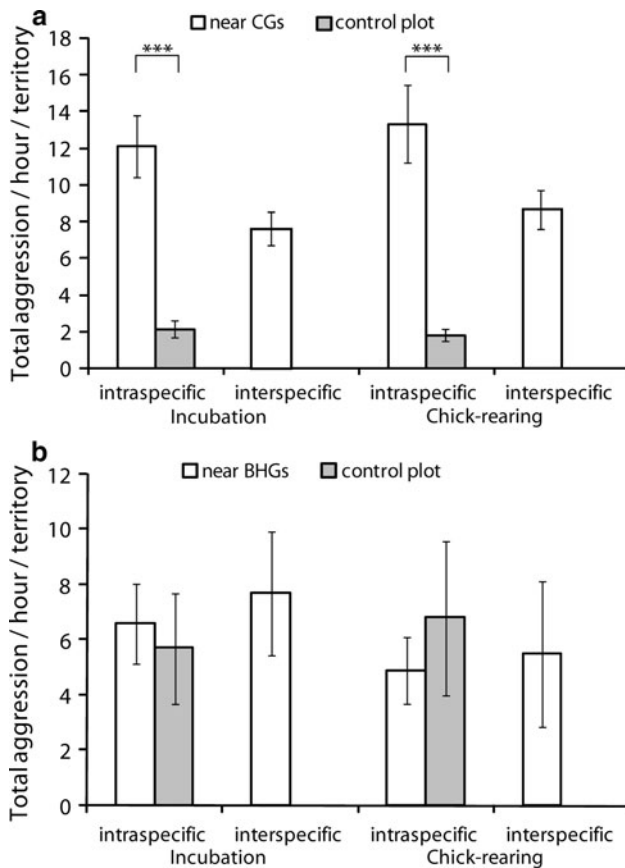 a
near CGs control plot
Total aggression / hour / territory
18
16
14
12
10
8
6
4
2
0
*** ***
intraspecific interspecific intraspecific interspecific
Incubation Chick-rearing
b
near BHGs control plot
Total aggression / hour / territory
12
10
8
6
4
2
0
intraspecific interspecific intraspecific interspecific
Incubation Chick-rearing